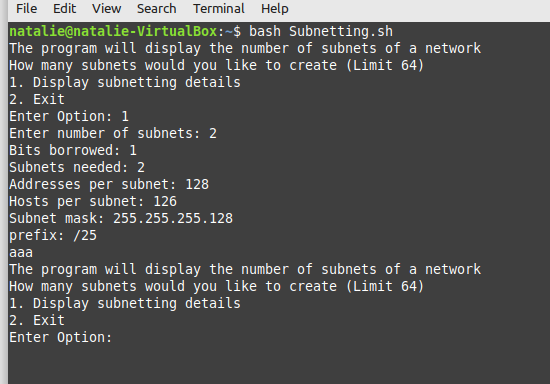 File Edit View Search Terminal Help
natalie@natalie-VirtualBox:~$ bash Subnetting.sh
The program will display the number of subnets of a network
How many subnets would you like to create (Limit 64)
1. Display subnetting details
2. Exit
Enter Option: 1
Enter number of subnets: 2
Bits borrowed: 1
Subnets needed: 2
Addresses per subnet: 128
Hosts per subnet: 126
Subnet mask: 255.255.255.128
prefix: /25
aaa
The program will display the number of subnets of a network
How many subnets would you like to create (Limit 64)
1. Display subnetting details
2. Exit
Enter Option: